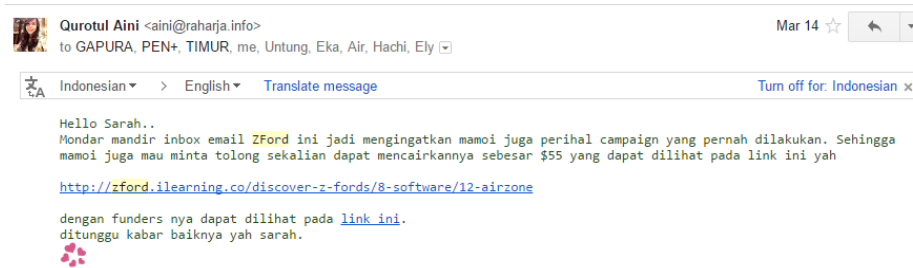 Qurotul Aini <aini@raharja.info>
Mar 14
to GAPURA, PEN+, TIMUR, me, Untung, Eka, Air, Hachi, Ely
Indonesian > English Translate message Turn off for: Indonesian x
Hello Sarah..
Mondar mandir inbox email ZFord ini jadi mengingatkan mamoi juga perihal campaign yang pernah dilakukan. Sehingga
mamoi juga mau minta tolong sekalian dapat mencairkannya sebesar $55 yang dapat dilihat pada link ini yah
http://zford.ilearning.co/discover-z-fords/8-software/12-airzone
dengan funders nya dapat dilihat pada link ini.
ditunggu kabar baiknya yah sarah.